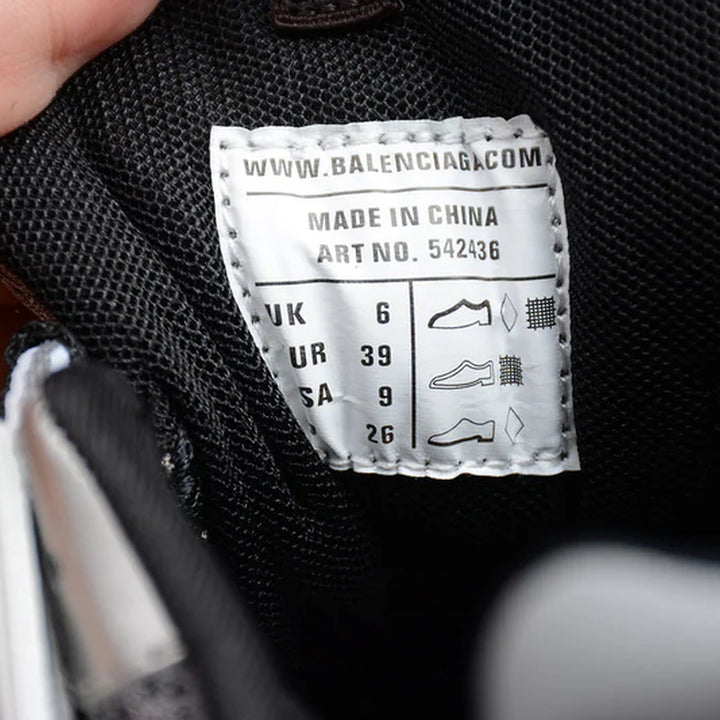 WWW.BALENCIAGA.COM
MADE IN CHINA
ART NO. 542436
UK 6
UR 39
SA 9
26